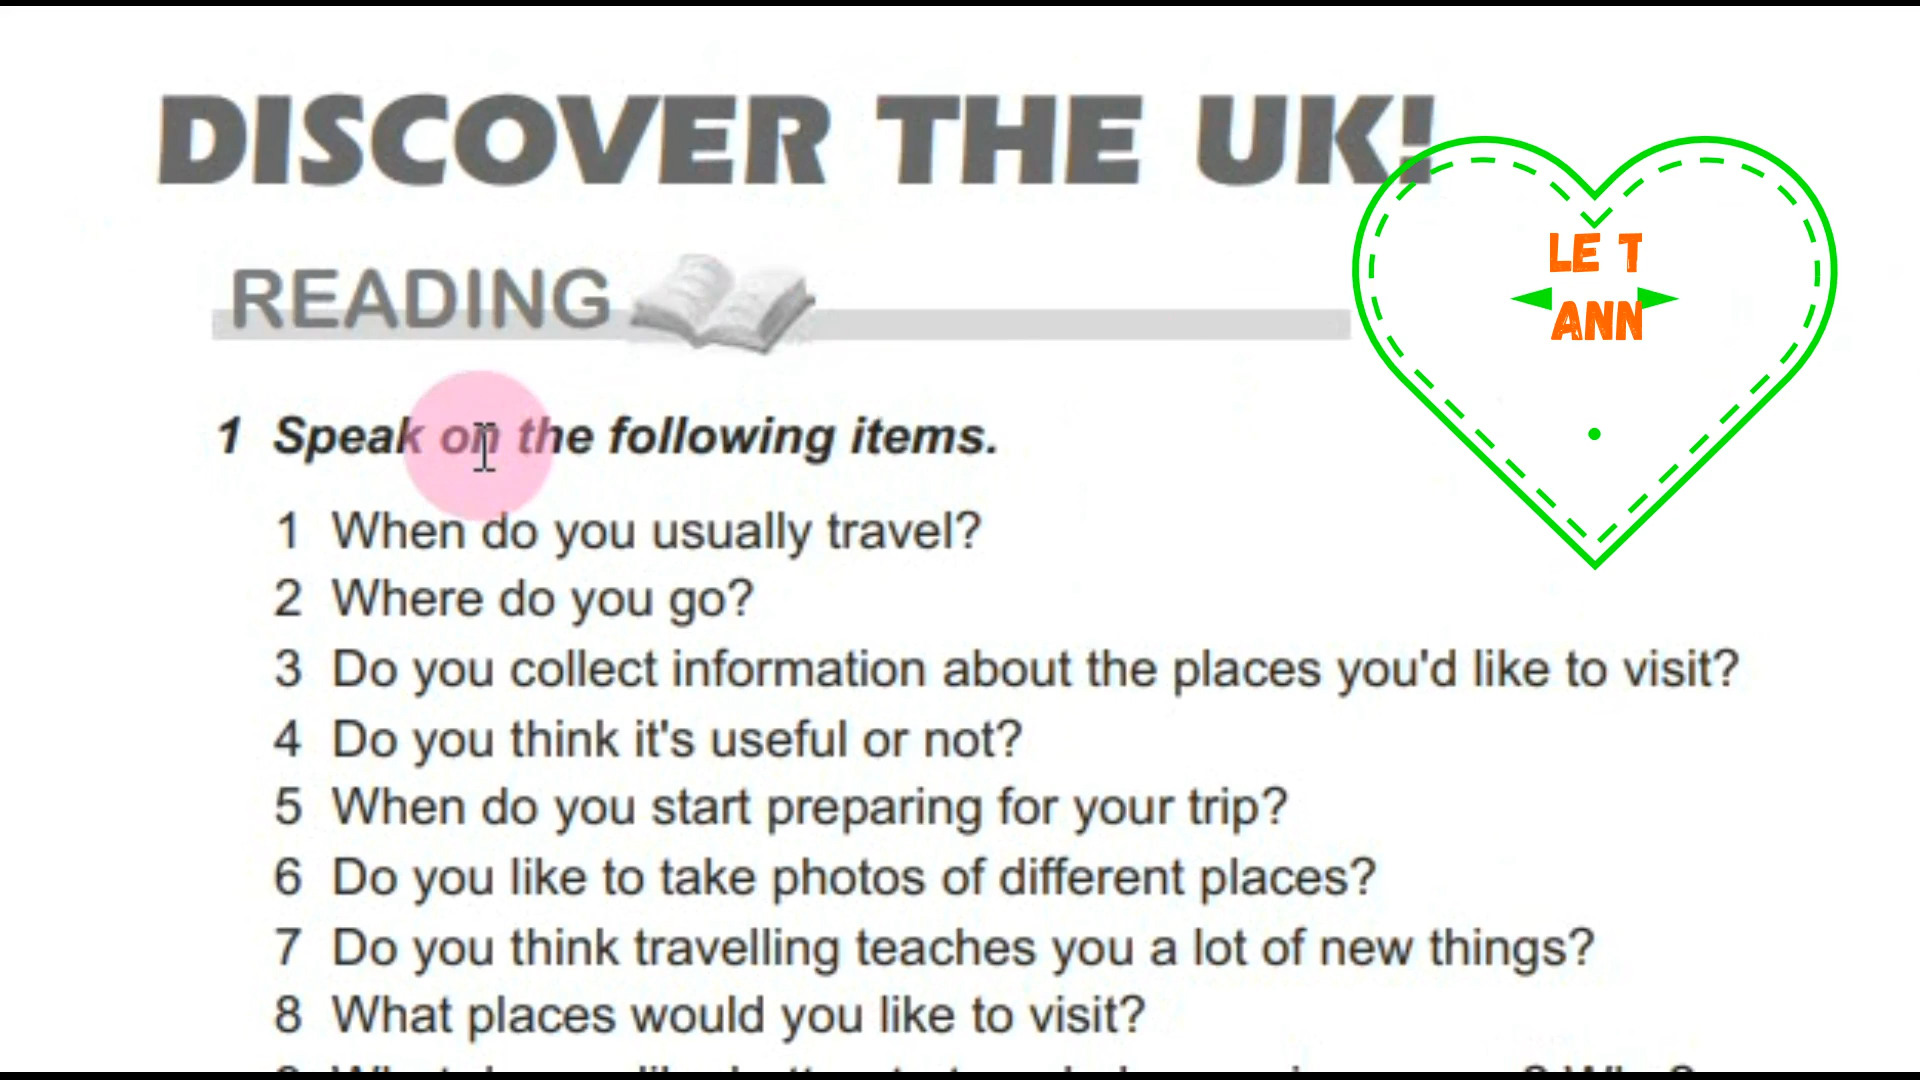 DISCOVER THE UK!
LE T
ANN
READING
1 Speak on the following items.
1 When do you usually travel?
2 Where do you go?
3 Do you collect information about the places you'd like to visit?
4 Do you think it's useful or not?
5 When do you start preparing for your trip?
6 Do you like to take photos of different places?
7 Do you think travelling teaches you a lot of new things?
8 What places would you like to visit?